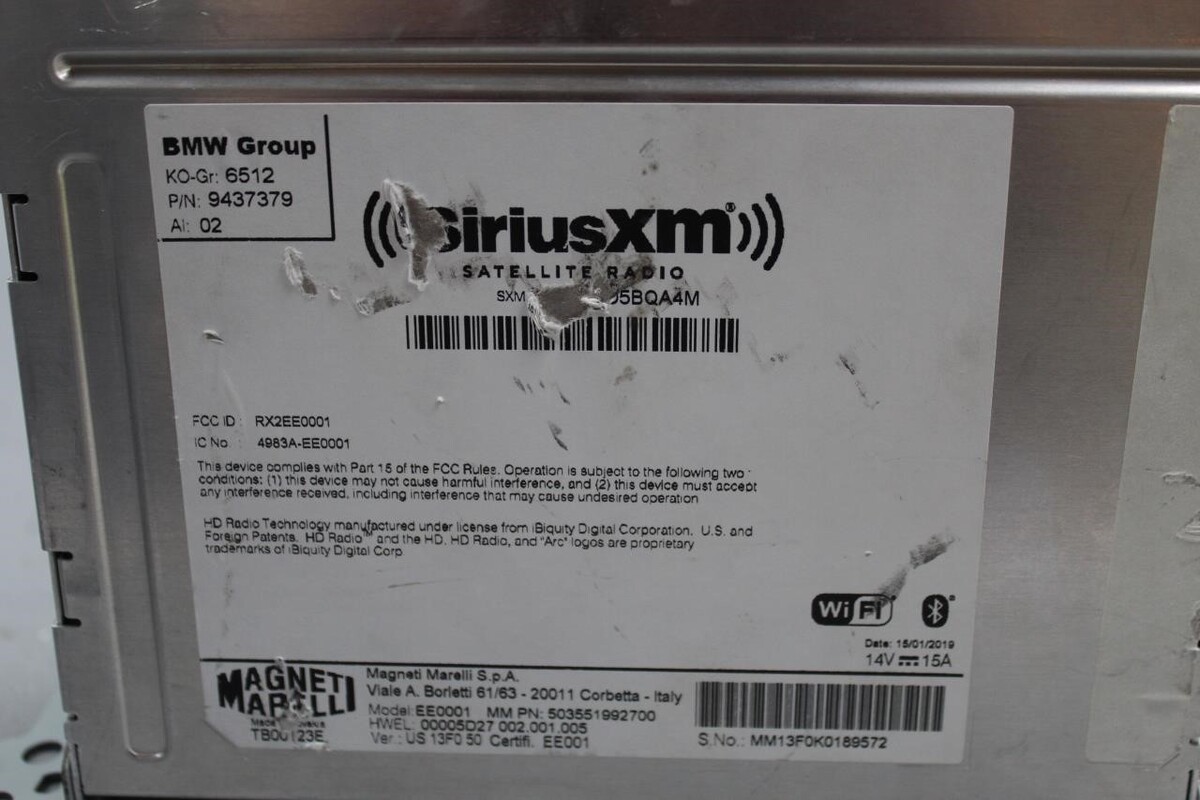 BMW Group
KO-Gr: 6512
P/N: 9437379
AI: 02
SiriusXm®
SATELLITE RADIO
SXM 05BQA4M
FCC ID : RX2EE0001
IC No. : 4983A-EE0001
This device complies with Part 15 of the FCC Rules. Operation is subject to the following two
conditions: (1) this device may not cause harmful interference, and (2) this device must accept
any interference received, including interference that may cause undesired operation
HD Radio Technology manufactured under license from iBiquity Digital Corporation. U.S. and
Foreign Patents. HD Radio™ and the HD, HD Radio, and "Arc" logos are proprietary
trademarks of iBiquity Digital Corp
Wi Fi
Date: 15/01/2019
14V 15A
MAGNETI
MARELLI
Made
TB00123E
Magneti Marelli S.p.A.
Viale A. Borletti 61/63 - 20011 Corbetta - Italy
Model: EE0001 MM PN: 503551992700
HWEL: 00005D27 002.001.005
Ver.: US 13F0 50 Certifi. EE001
S.No.: MM13F0K0189572